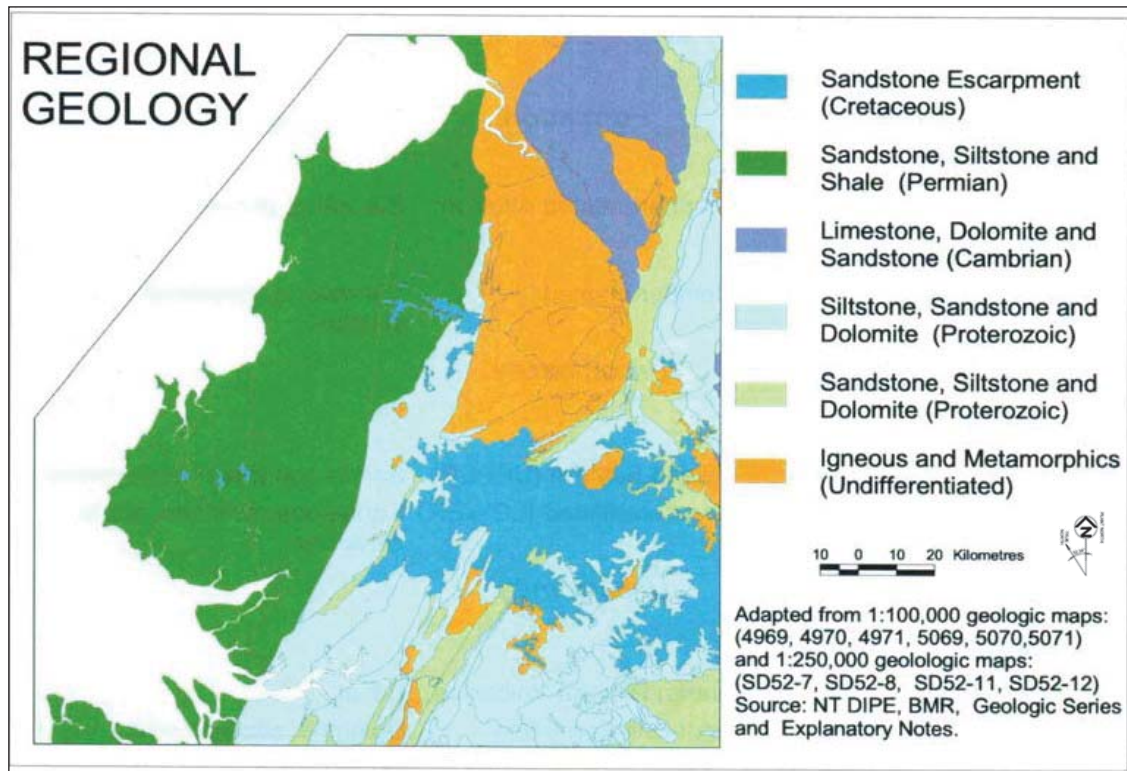 REGIONAL
GEOLOGY
Sandstone Escarpment
(Cretaceous)
Sandstone, Siltstone and
Shale (Permian)
Limestone, Dolomite and
Sandstone (Cambrian)
Siltstone, Sandstone and
Dolomite (Proterozoic)
Sandstone, Siltstone and
Dolomite (Proterozoic)
Igneous and Metamorphics
(Undifferentiated)
N
10 0 10 20 Kilometres
Adapted from 1:100,000 geologic maps:
(4969, 4970, 4971, 5069, 5070,5071)
and 1:250,000 geologlogic maps:
(SD52-7, SD52-8, SD52-11, SD52-12)
Source: NT DIPE, BMR, Geologic Series
and Explanatory Notes.